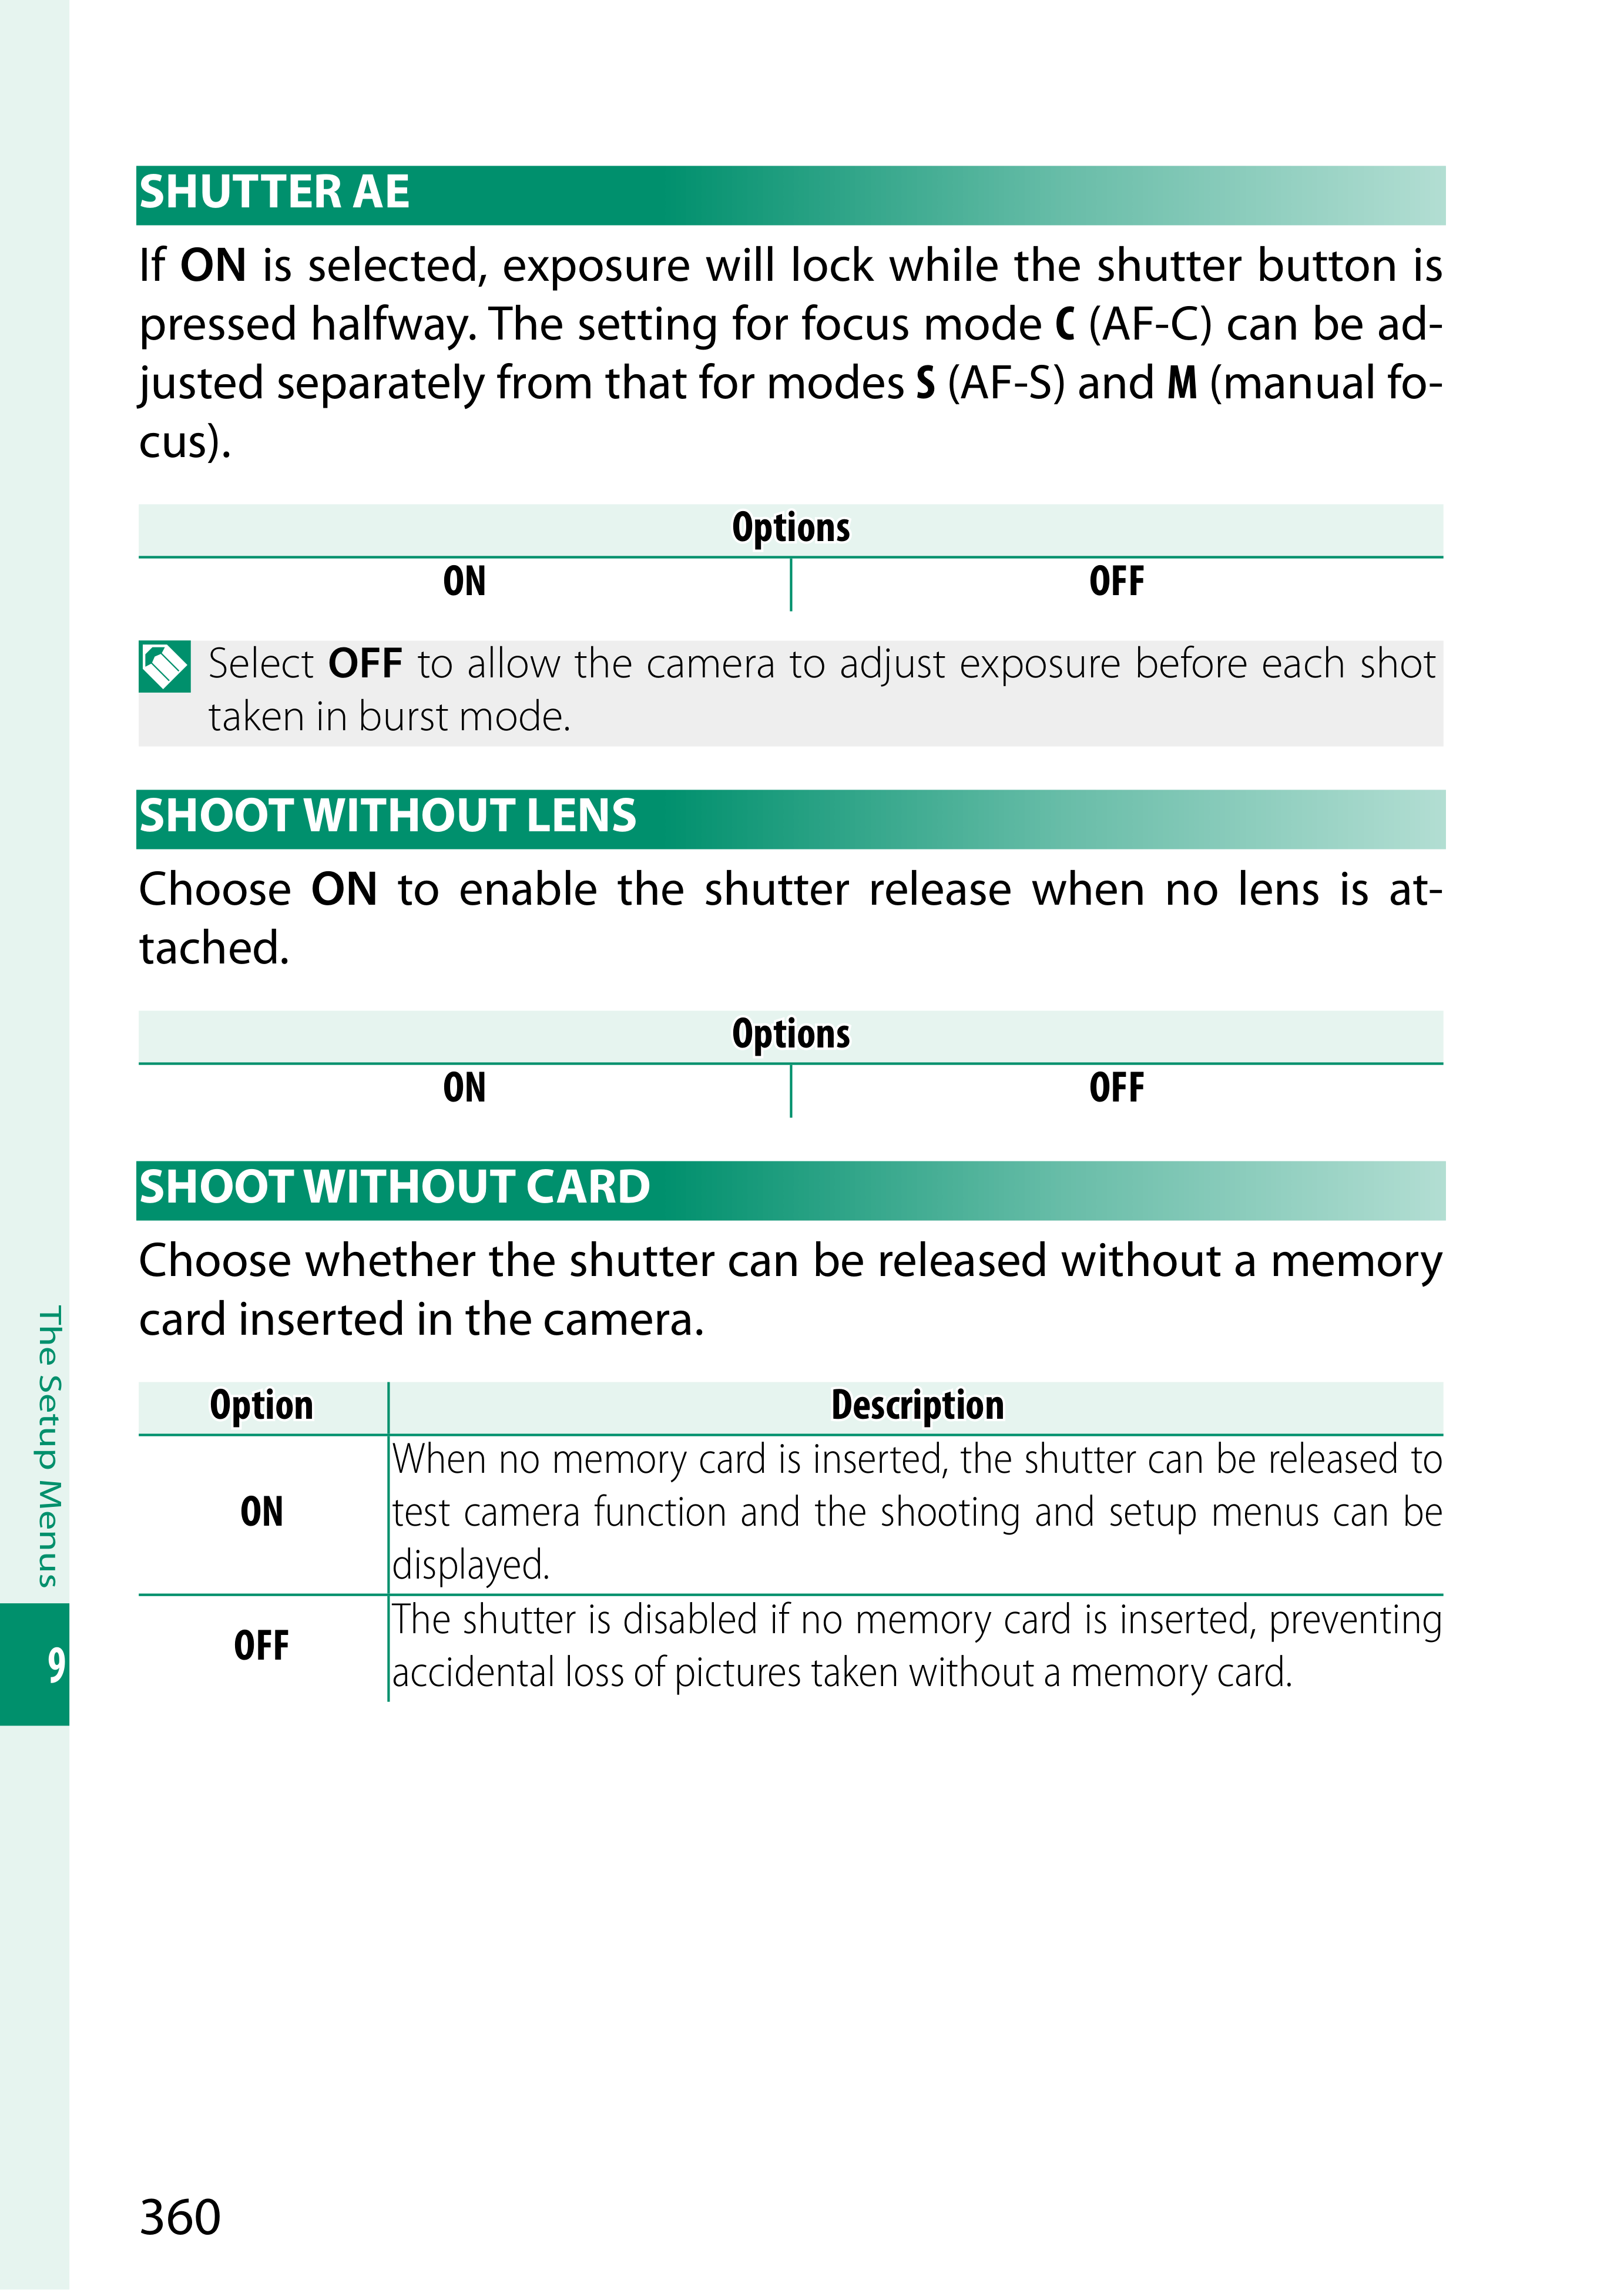 SHUTTER AE
If ON is selected, exposure will lock while the shutter button is
pressed halfway. The setting for focus mode C (AF-C) can be ad-
justed separately from that for modes S (AF-S) and M (manual fo-
cus).
Options
ON OFF
Select OFF to allow the camera to adjust exposure before each shot
taken in burst mode.
SHOOT WITHOUT LENS
Choose ON to enable the shutter release when no lens is at-
tached.
Options
ON OFF
SHOOT WITHOUT CARD
Choose whether the shutter can be released without a memory
card inserted in the camera.
Option Description
ON
When no memory card is inserted, the shutter can be released to
test camera function and the shooting and setup menus can be
displayed.
OFF
The shutter is disabled if no memory card is inserted, preventing
accidental loss of pictures taken without a memory card.
The Setup Menus
9
360